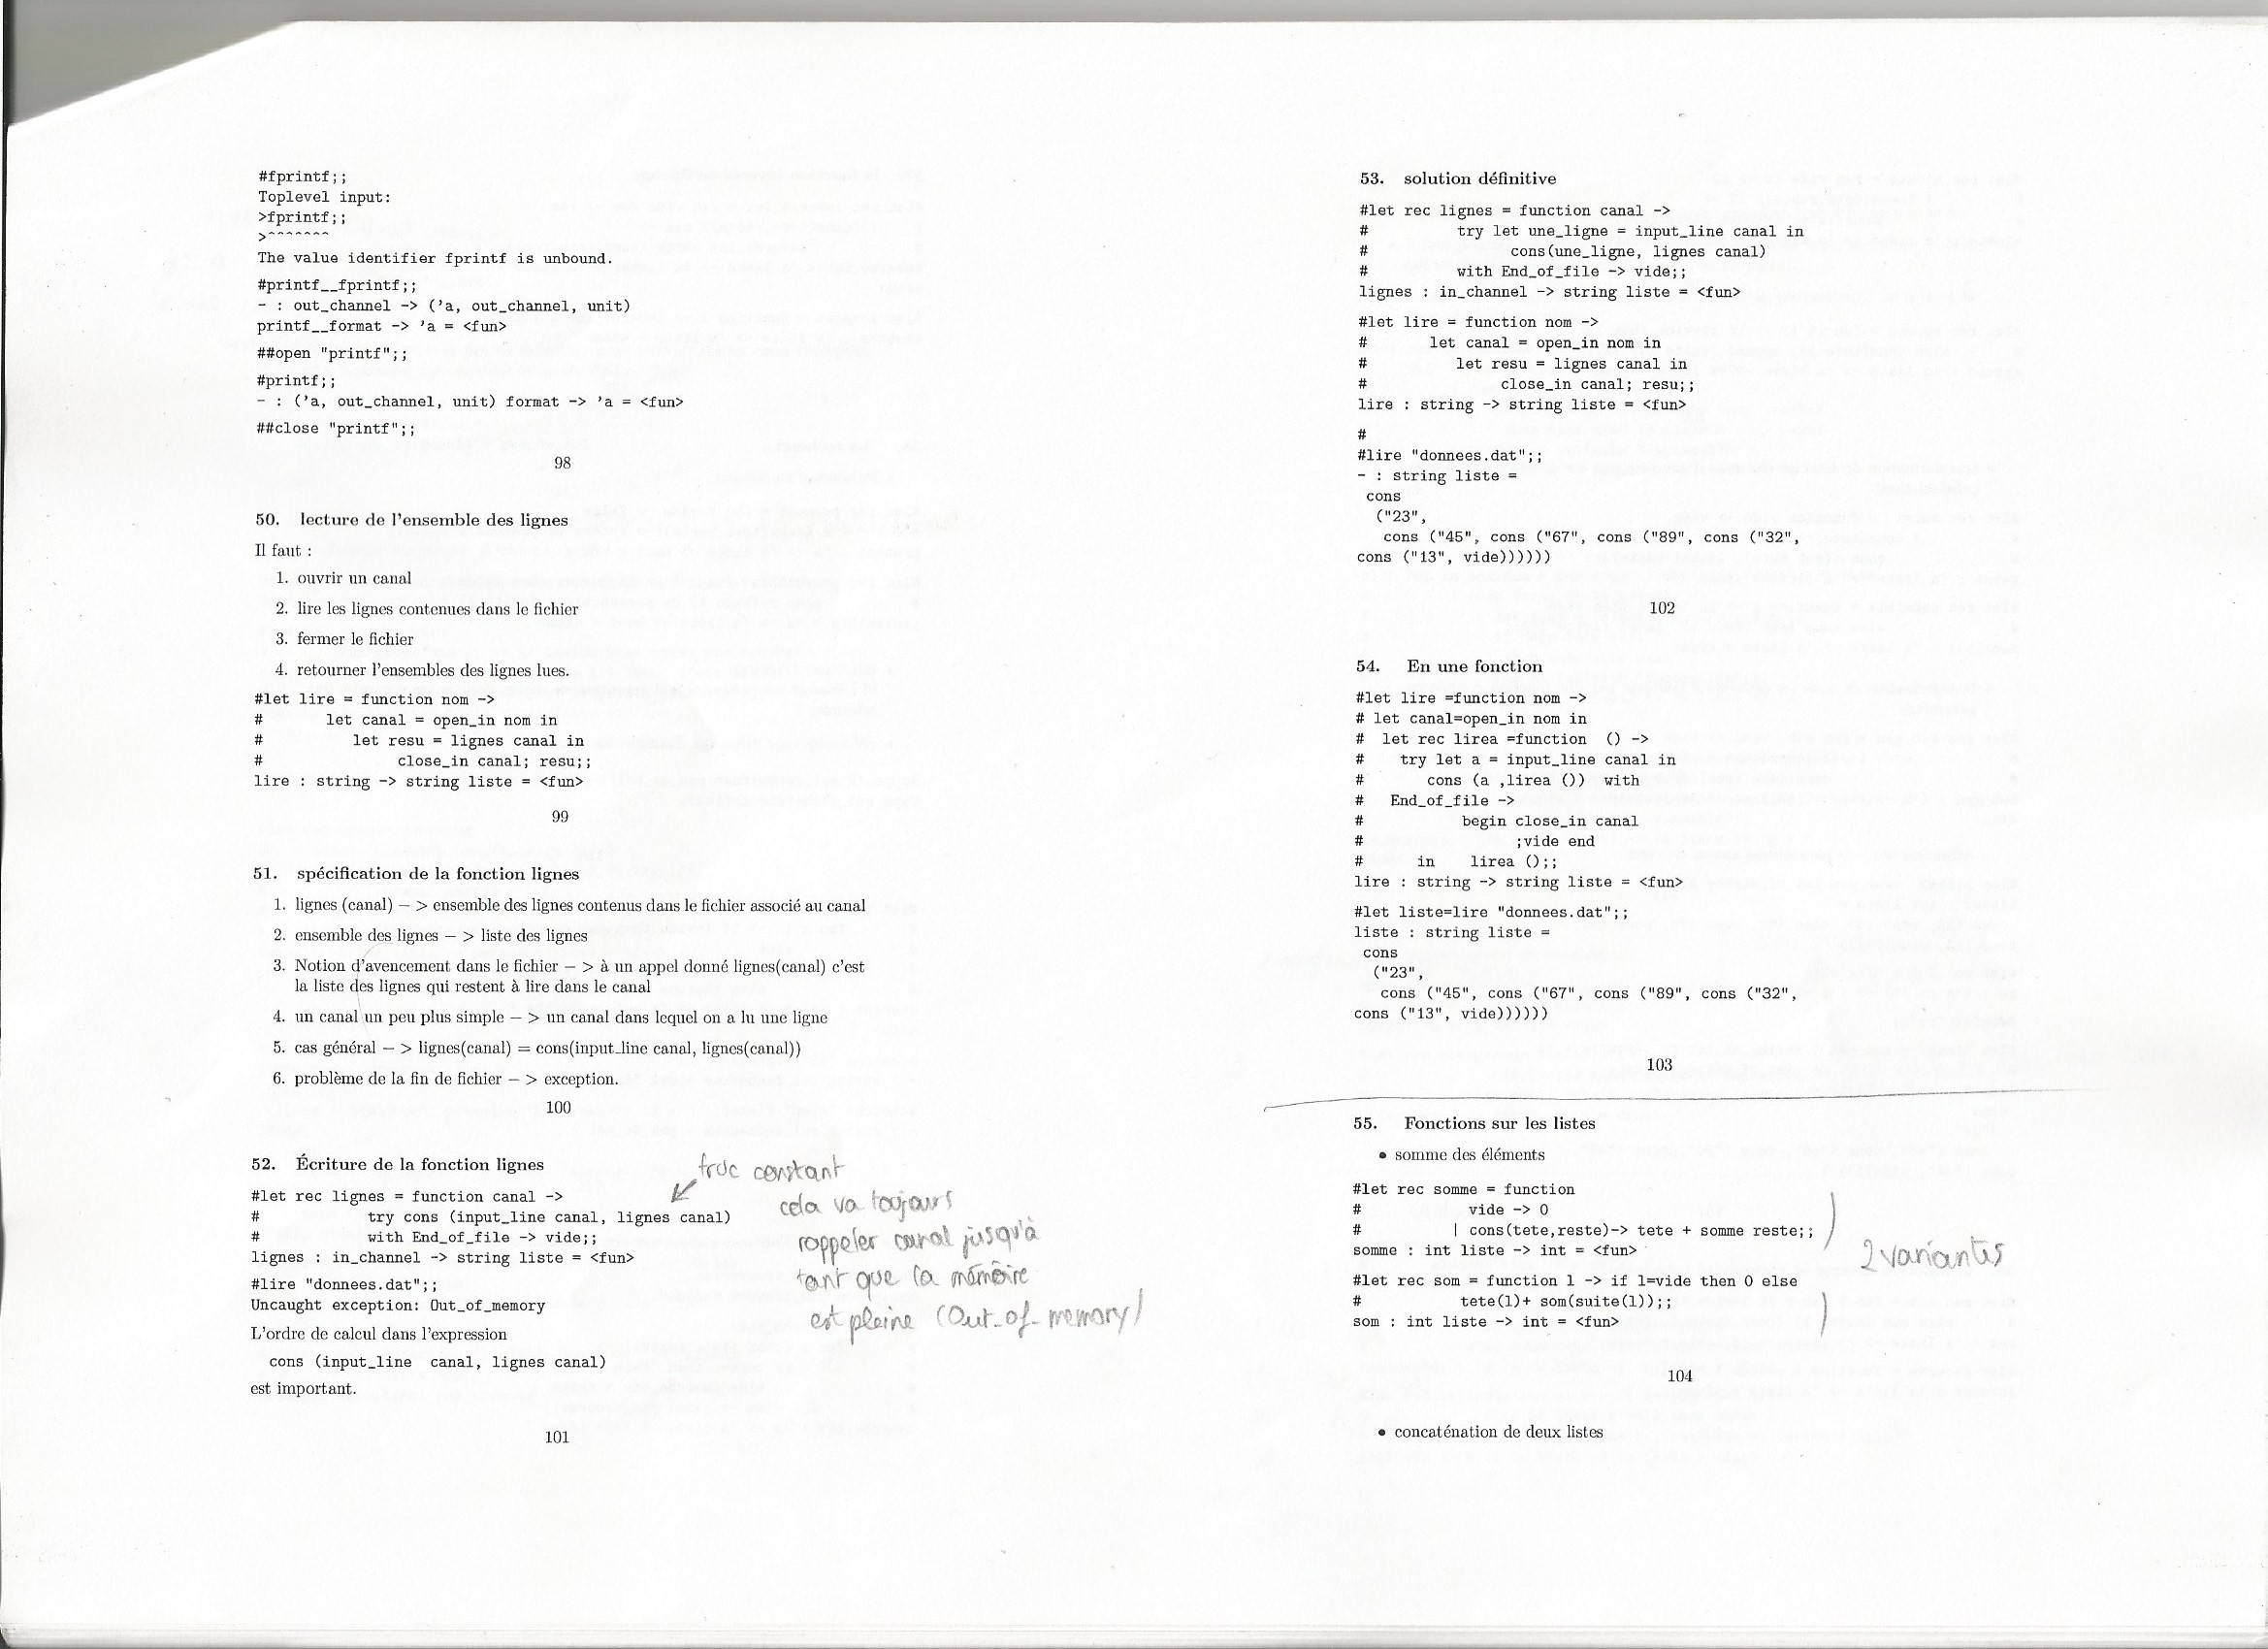 #fprintf;;
Toplevel input:
>fprintf;;
>^^^^^^^
The value identifier fprintf is unbound.
#printf__fprintf;;
- : out_channel -> ('a, out_channel, unit)
printf__format -> 'a = <fun>
##open "printf";;
#printf;;
- : ('a, out_channel, unit) format -> 'a = <fun>
##close "printf";;
98
50. lecture de l'ensemble des lignes
Il faut :
1. ouvrir un canal
2. lire les lignes contenues dans le fichier
3. fermer le fichier
4. retourner l'ensembles des lignes lues.
#let lire = function nom ->
# let canal = open_in nom in
# let resu = lignes canal in
# close_in canal; resu;;
lire : string -> string liste = <fun>
99
51. spécification de la fonction lignes
1. lignes (canal) -> ensemble des lignes contenus dans le fichier associé au canal
2. ensemble des lignes -> liste des lignes
3. Notion d'avencement dans le fichier -> à un appel donné lignes(canal) c'est
la liste des lignes qui restent à lire dans le canal
4. un canal un peu plus simple -> un canal dans lequel on a lu une ligne
5. cas général -> lignes(canal) = cons(input_line canal, lignes(canal))
6. problème de la fin de fichier -> exception.
100
52. Écriture de la fonction lignes
#let rec lignes = function canal ->
# try cons (input_line canal, lignes canal)
# with End_of_file -> vide;;
lignes : in_channel -> string liste = <fun>
#lire "donnees.dat";;
Uncaught exception: Out_of_memory
L'ordre de calcul dans l'expression
cons (input_line canal, lignes canal)
est important.
101
truc constant
cela va toujours
rappeler canal jusqu'à
tant que la mémoire
est pleine (Out_of_memory)
53. solution définitive
#let rec lignes = function canal ->
# try let une_ligne = input_line canal in
# cons(une_ligne, lignes canal)
# with End_of_file -> vide;;
lignes : in_channel -> string liste = <fun>
#let lire = function nom ->
# let canal = open_in nom in
# let resu = lignes canal in
# close_in canal; resu;;
lire : string -> string liste = <fun>
#
#lire "donnees.dat";;
- : string liste =
cons
("23",
cons ("45", cons ("67", cons ("89", cons ("32",
cons ("13", vide))))))
102
54. En une fonction
#let lire =function nom ->
# let canal=open_in nom in
# let rec lirea =function () ->
# try let a = input_line canal in
# cons (a ,lirea ()) with
# End_of_file ->
# begin close_in canal
# ;vide end
# in lirea ();;
lire : string -> string liste = <fun>
#let liste=lire "donnees.dat";;
liste : string liste =
cons
("23",
cons ("45", cons ("67", cons ("89", cons ("32",
cons ("13", vide))))))
103
55. Fonctions sur les listes
• somme des éléments
#let rec somme = function
# vide -> 0
# | cons(tete,reste)-> tete + somme reste;;
somme : int liste -> int = <fun>
#let rec som = function l -> if l=vide then 0 else
# tete(l)+ som(suite(l));;
som : int liste -> int = <fun>
2 variantes
104
• concaténation de deux listes